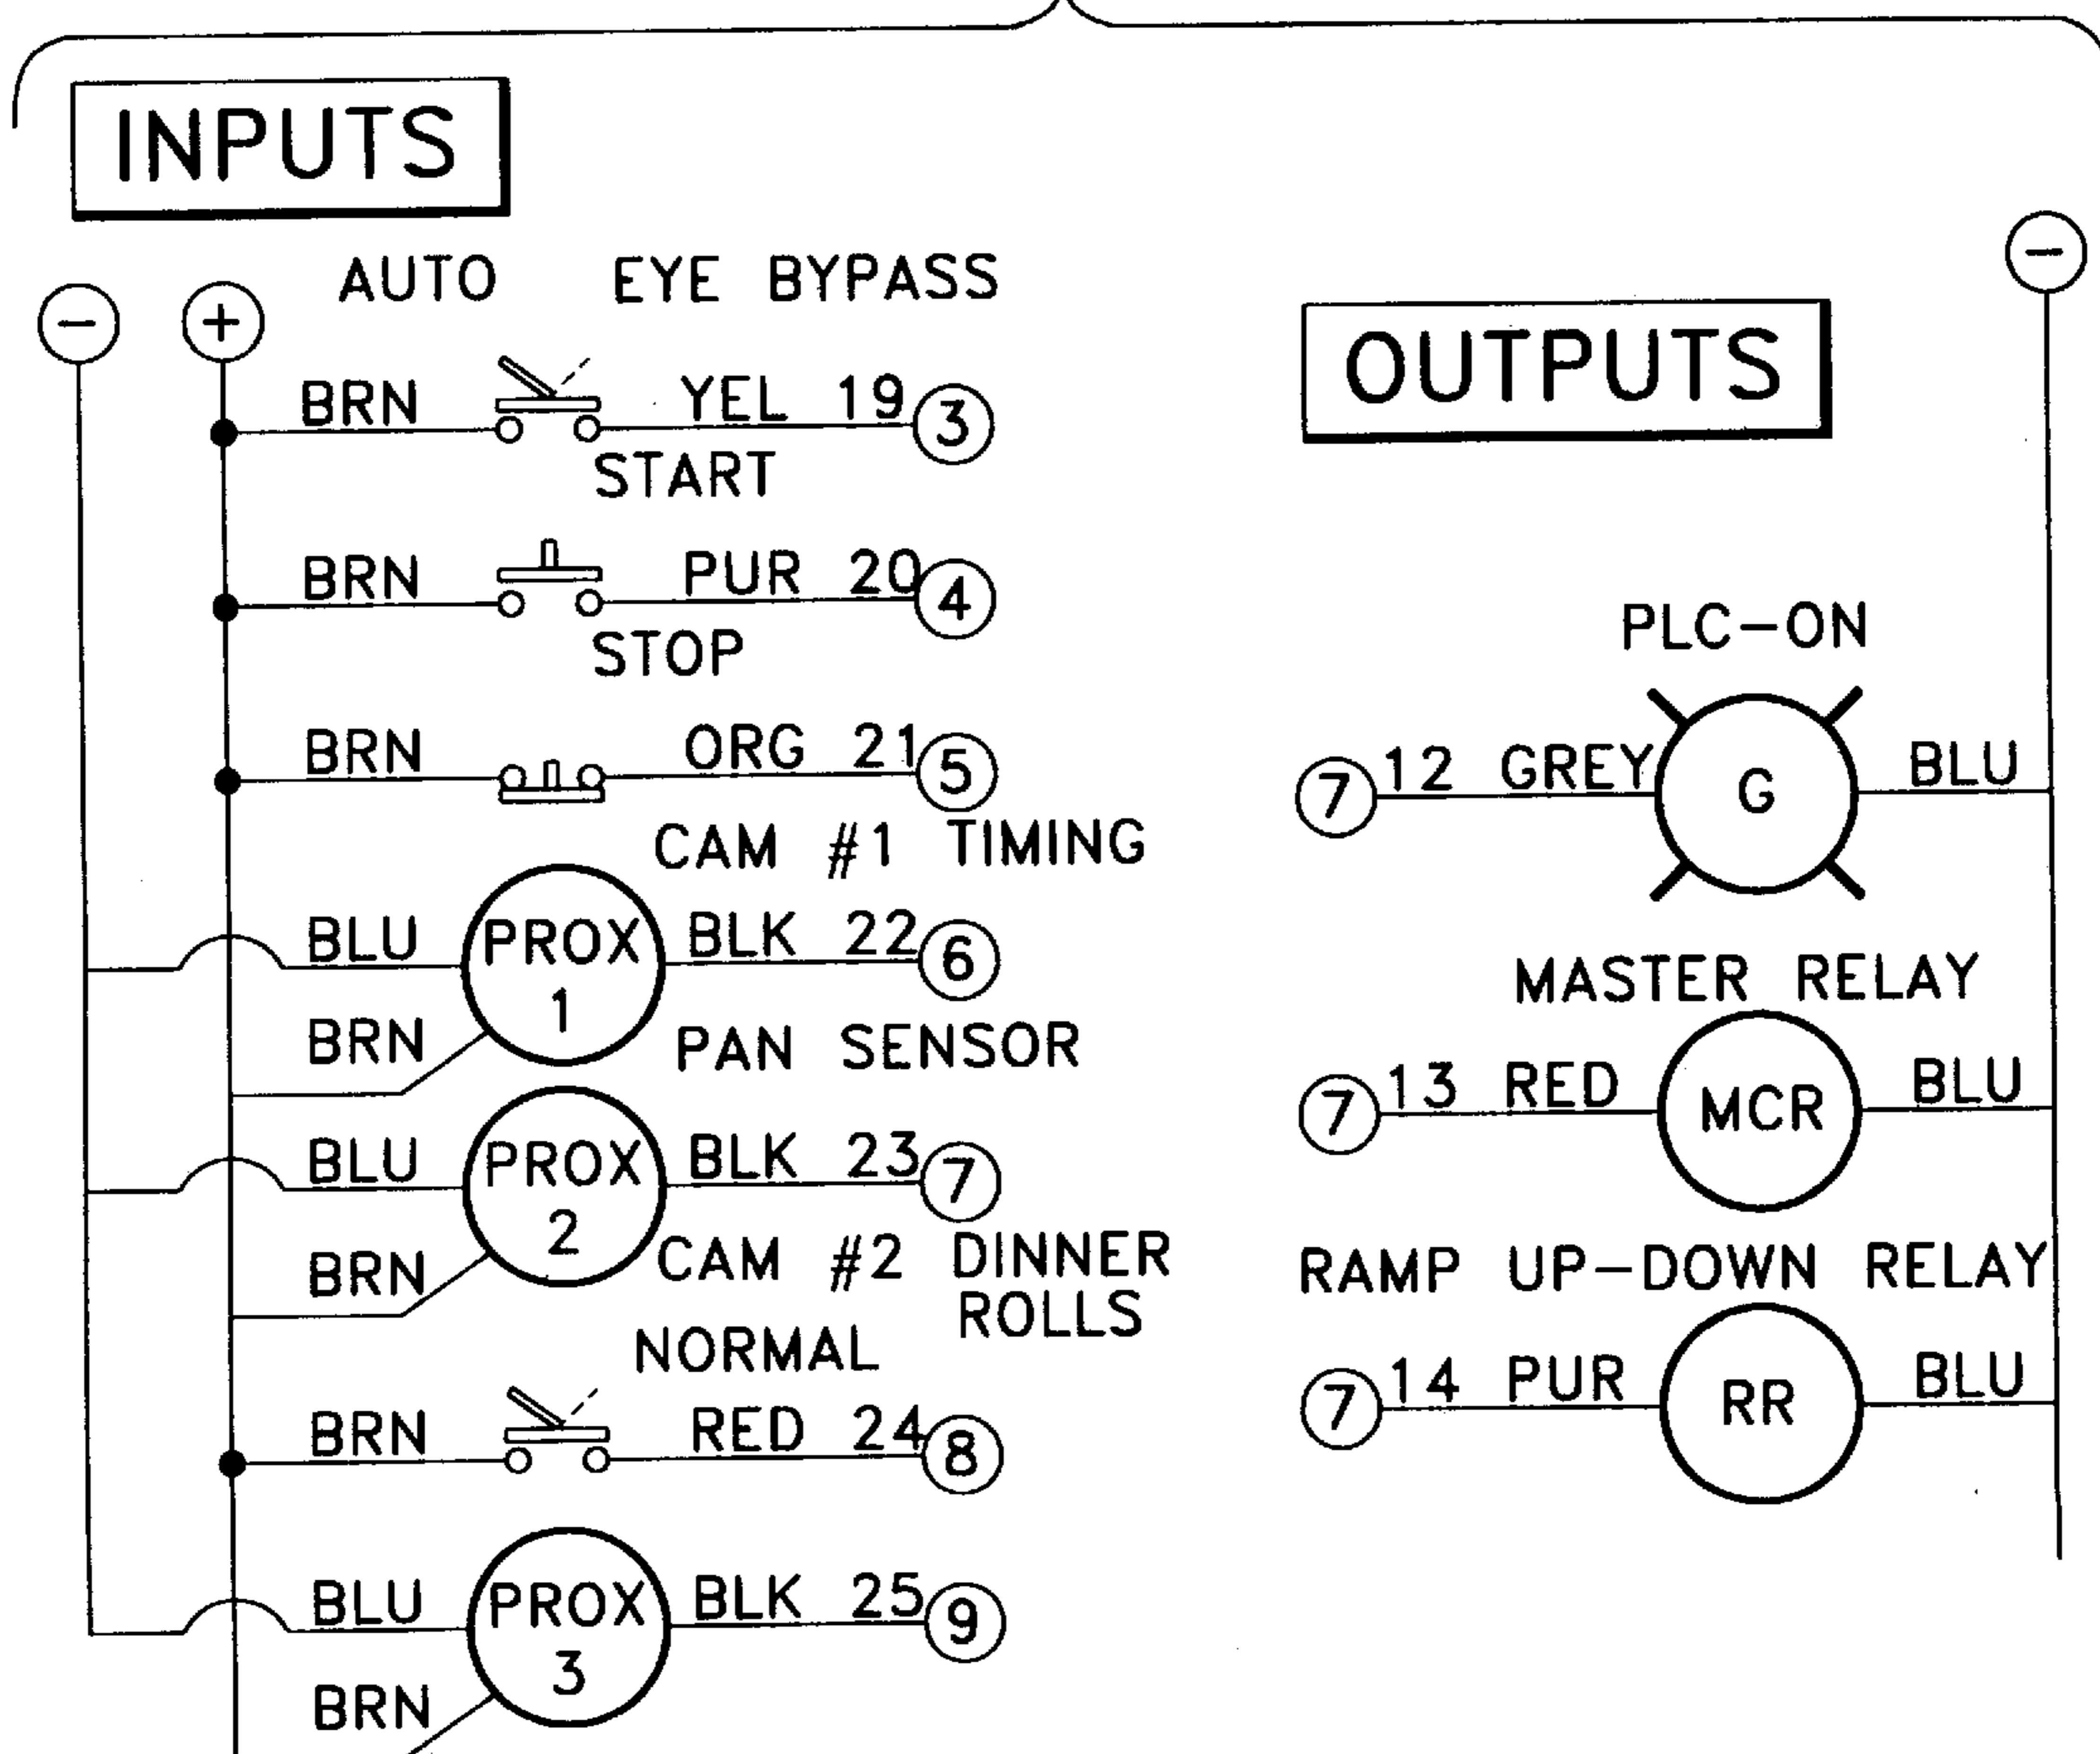 INPUTS
AUTO EYE BYPASS
− +
BRN YEL 19 3
START
BRN PUR 20 4
STOP
BRN ORG 21 5
CAM #1 TIMING
BLU PROX 1 BLK 22 6
BRN
PAN SENSOR
BLU PROX 2 BLK 23 7
BRN
CAM #2 DINNER
ROLLS
NORMAL
BRN RED 24 8
BLU PROX 3 BLK 25 9
BRN
−
OUTPUTS
PLC-ON
7 12 GREY G BLU
MASTER RELAY
7 13 RED MCR BLU
RAMP UP-DOWN RELAY
7 14 PUR RR BLU